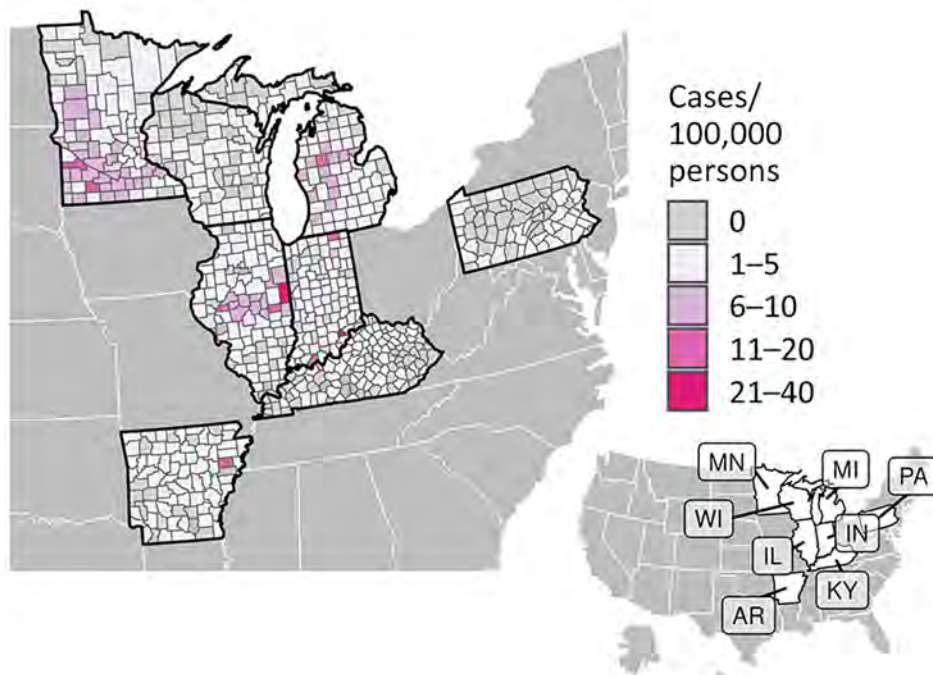 Cases/
100,000
persons
0
1–5
6–10
11–20
21–40
MN
MI
PA
WI
IN
IL
KY
AR